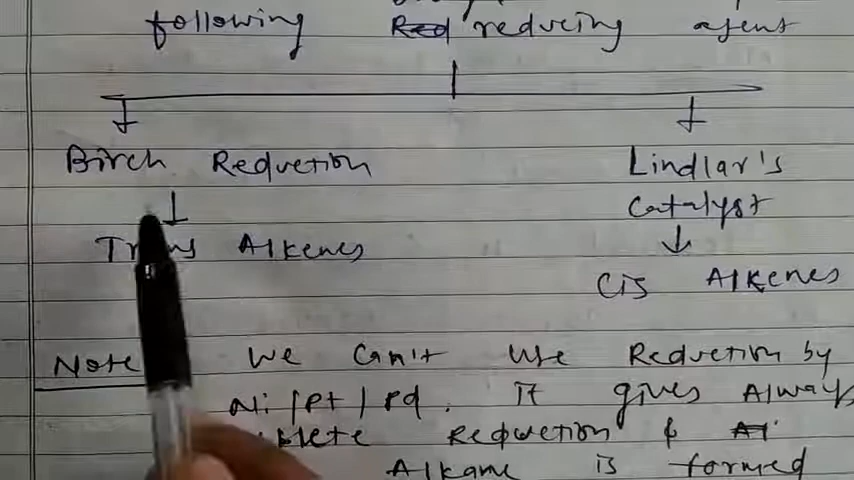 following Red reducing agent
Birch Reduction Lindlar's
Catalyst
Trans Alkenes
Cis Alkenes
Note We Can't Use Reduction by
Ni/Pt/Pd. It gives Always
Reduction &
Alkane is formed